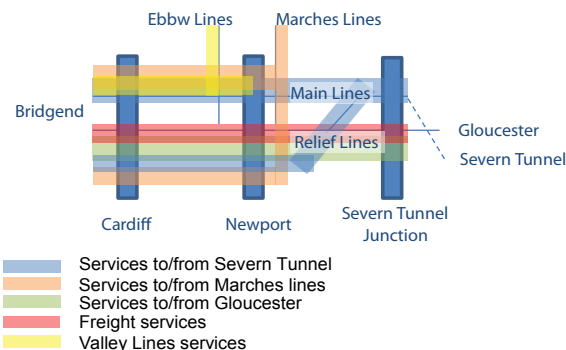 Ebbw Lines
Marches Lines
Main Lines
Bridgend
Gloucester
Relief Lines
Severn Tunnel
Cardiff
Newport
Severn Tunnel
Junction
Services to/from Severn Tunnel
Services to/from Marches lines
Services to/from Gloucester
Freight services
Valley Lines services